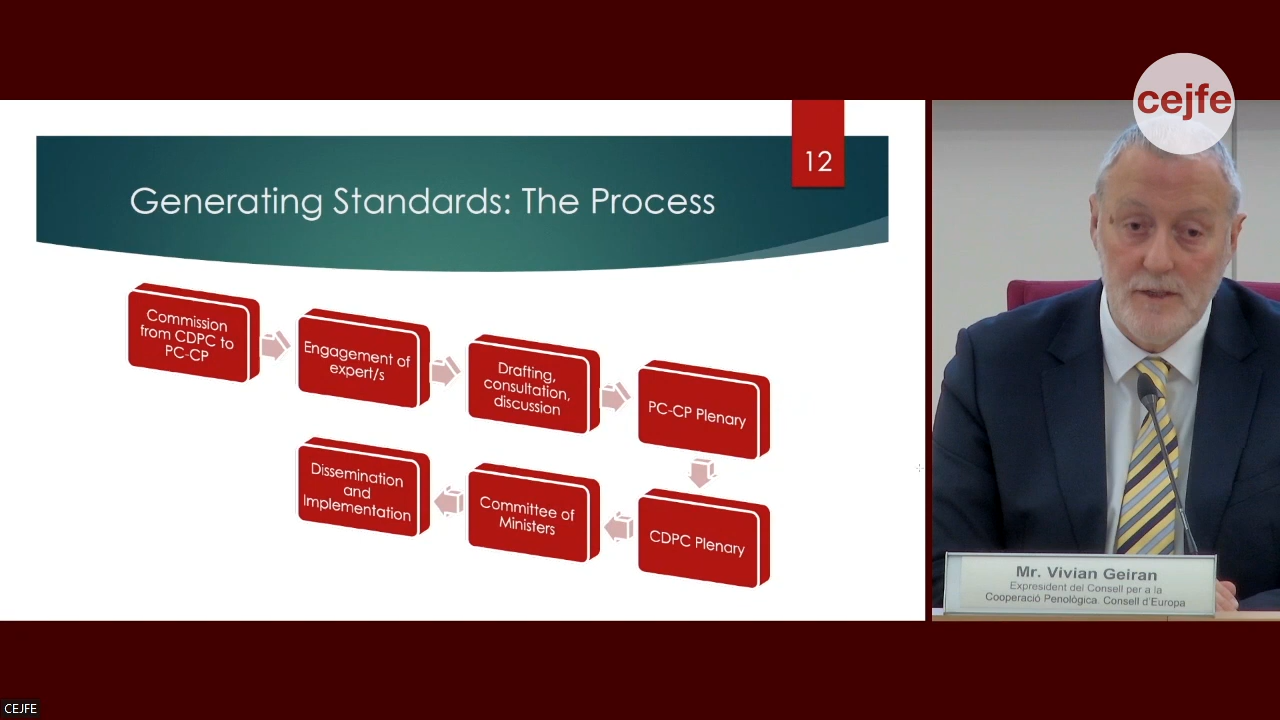 cejfe
12
Generating Standards: The Process
Commission
from CDPC to
PC-CP
Engagement of
expert/s
Drafting,
consultation,
discussion
PC-CP Plenary
CDPC Plenary
Committee of
Ministers
Dissemination
and
Implementation
Mr. Vivian Geiran
Expresident del Consell per a la
Cooperació Penològica. Consell d'Europa
CEJFE